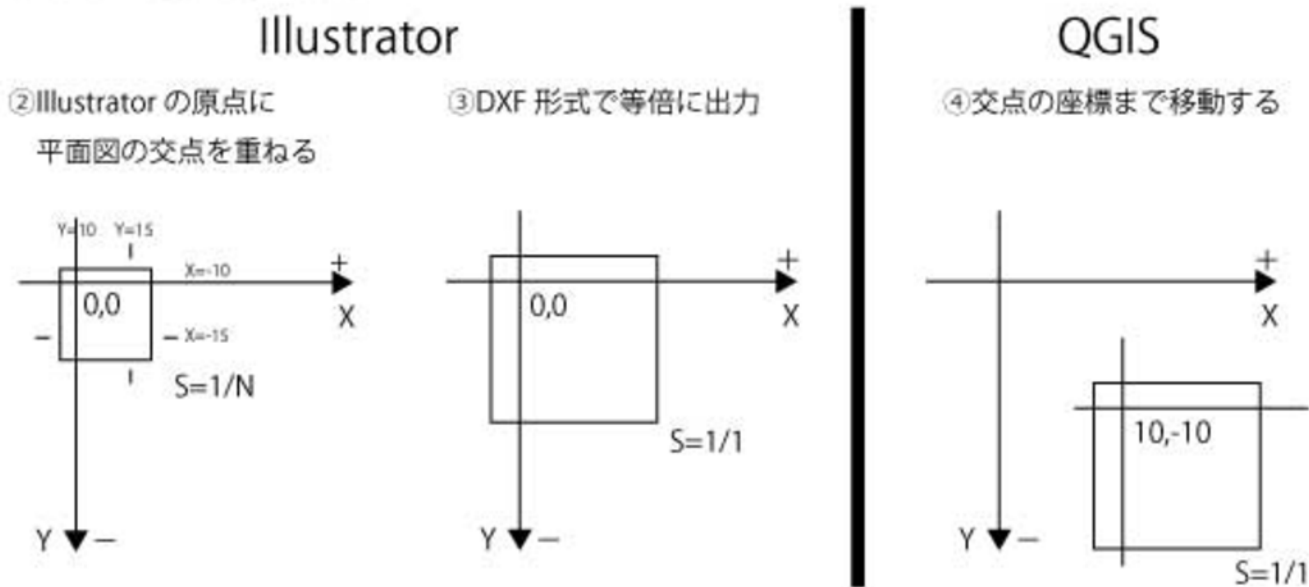 Illustrator
②Illustrator の原点に
平面図の交点を重ねる
Y=10 Y=15
X=-10
0,0
X=-15
S=1/N
+
X
Y
−
③DXF 形式で等倍に出力
0,0
+
X
S=1/1
Y
−
QGIS
④交点の座標まで移動する
+
X
10,-10
Y
−
S=1/1